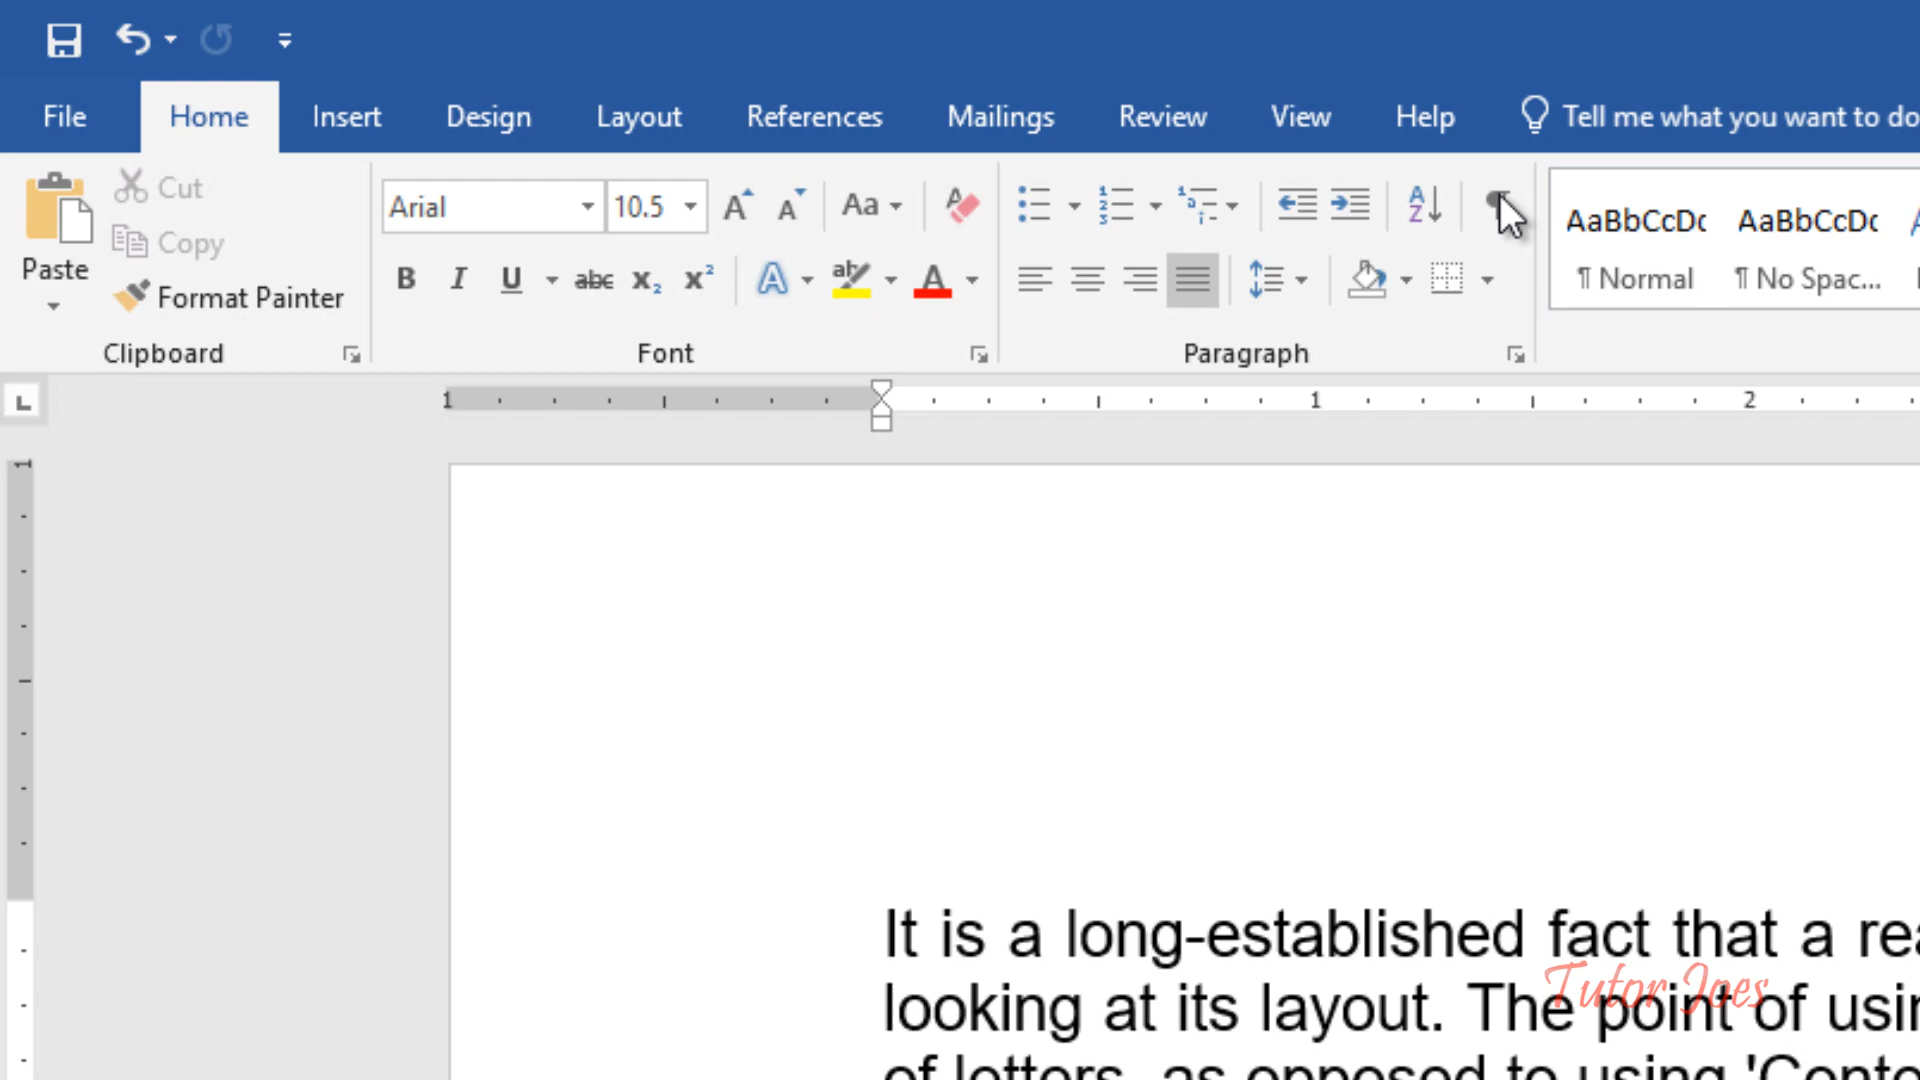 File Home Insert Design Layout References Mailings Review View Help Tell me what you want to do
Paste
Cut
Copy
Format Painter
Clipboard
Arial 10.5
Aa
B I U abc x₂ x²
Font
Paragraph
AaBbCcDc AaBbCcDc
¶ Normal ¶ No Spac...
1 1 2
1
It is a long-established fact that a
looking at its layout. The point of
of letters, as opposed to using
Tutor Joes